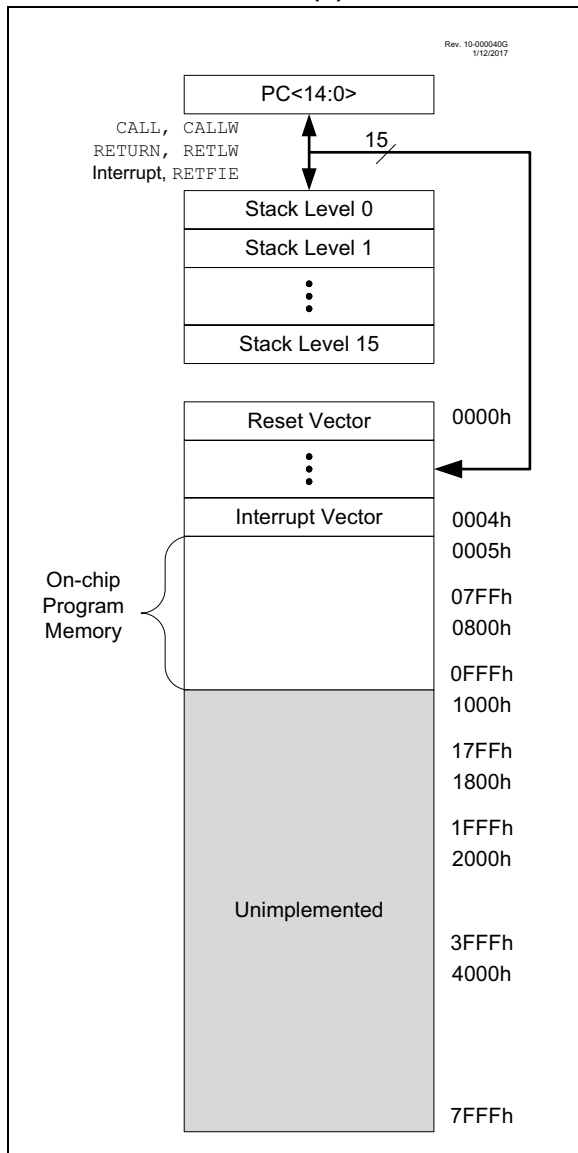 Rev. 10-000040G
1/12/2017
PC<14:0>
CALL, CALLW
RETURN, RETLW
Interrupt, RETFIE
15
Stack Level 0
Stack Level 1
Stack Level 15
Reset Vector
0000h
Interrupt Vector
0004h
0005h
On-chip
Program
Memory
07FFh
0800h
0FFFh
1000h
17FFh
1800h
1FFFh
2000h
Unimplemented
3FFFh
4000h
7FFFh